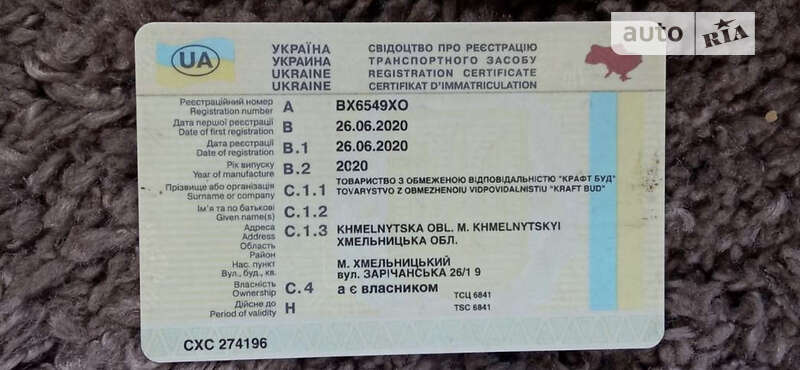 auto RIA
UA
УКРАЇНА СВІДОЦТВО ПРО РЕЄСТРАЦІЮ
УКРАИНА ТРАНСПОРТНОГО ЗАСОБУ
UKRAINE REGISTRATION CERTIFICATE
UKRAINE CERTIFIKAT D'IMMATRICULATION
Реєстраційний номер
Registration number A BX6549XO
Дата першої реєстрації
Date of first registration B 26.06.2020
Дата реєстрації
Date of registration B.1 26.06.2020
Рік випуску
Year of manufacture B.2 2020
Прізвище або організація
Surname or company C.1.1 ТОВАРИСТВО З ОБМЕЖЕНОЮ ВІДПОВІДАЛЬНІСТЮ "КРАФТ БУД"
TOVARYSTVO Z OBMEZHENOIU VIDPOVIDALNISTIU "KRAFT BUD"
Ім'я та по батькові
Given name(s) C.1.2
Адреса
Address C.1.3 KHMELNYTSKA OBL. M. KHMELNYTSKYI
Область ХМЕЛЬНИЦЬКА ОБЛ.
Район
Нас. пункт М. ХМЕЛЬНИЦЬКИЙ
Вул., буд., кв. вул. ЗАРІЧАНСЬКА 26/1 9
Власність
Ownership C.4 а є власником ТСЦ 6841
Дійсне до
Period of validity H TSC 6841
СХС 274196